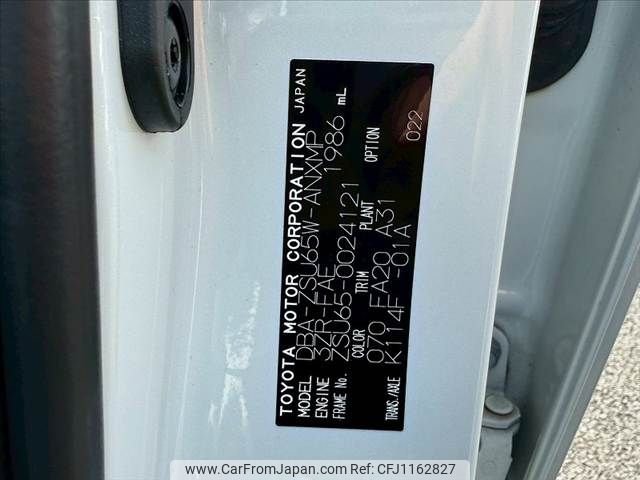 TOYOTA MOTOR CORPORATION JAPAN
MODEL DBA-ZSU65W-ANXMP
ENGINE 3ZR-FAE 1986 mL
FRAME No. ZSU65-0024121
COLOR TRIM PLANT OPTION
070 FA20 A31 022
TRANS./AXLE K114F -01A
www.CarFromJapan.com - CFJ1162827